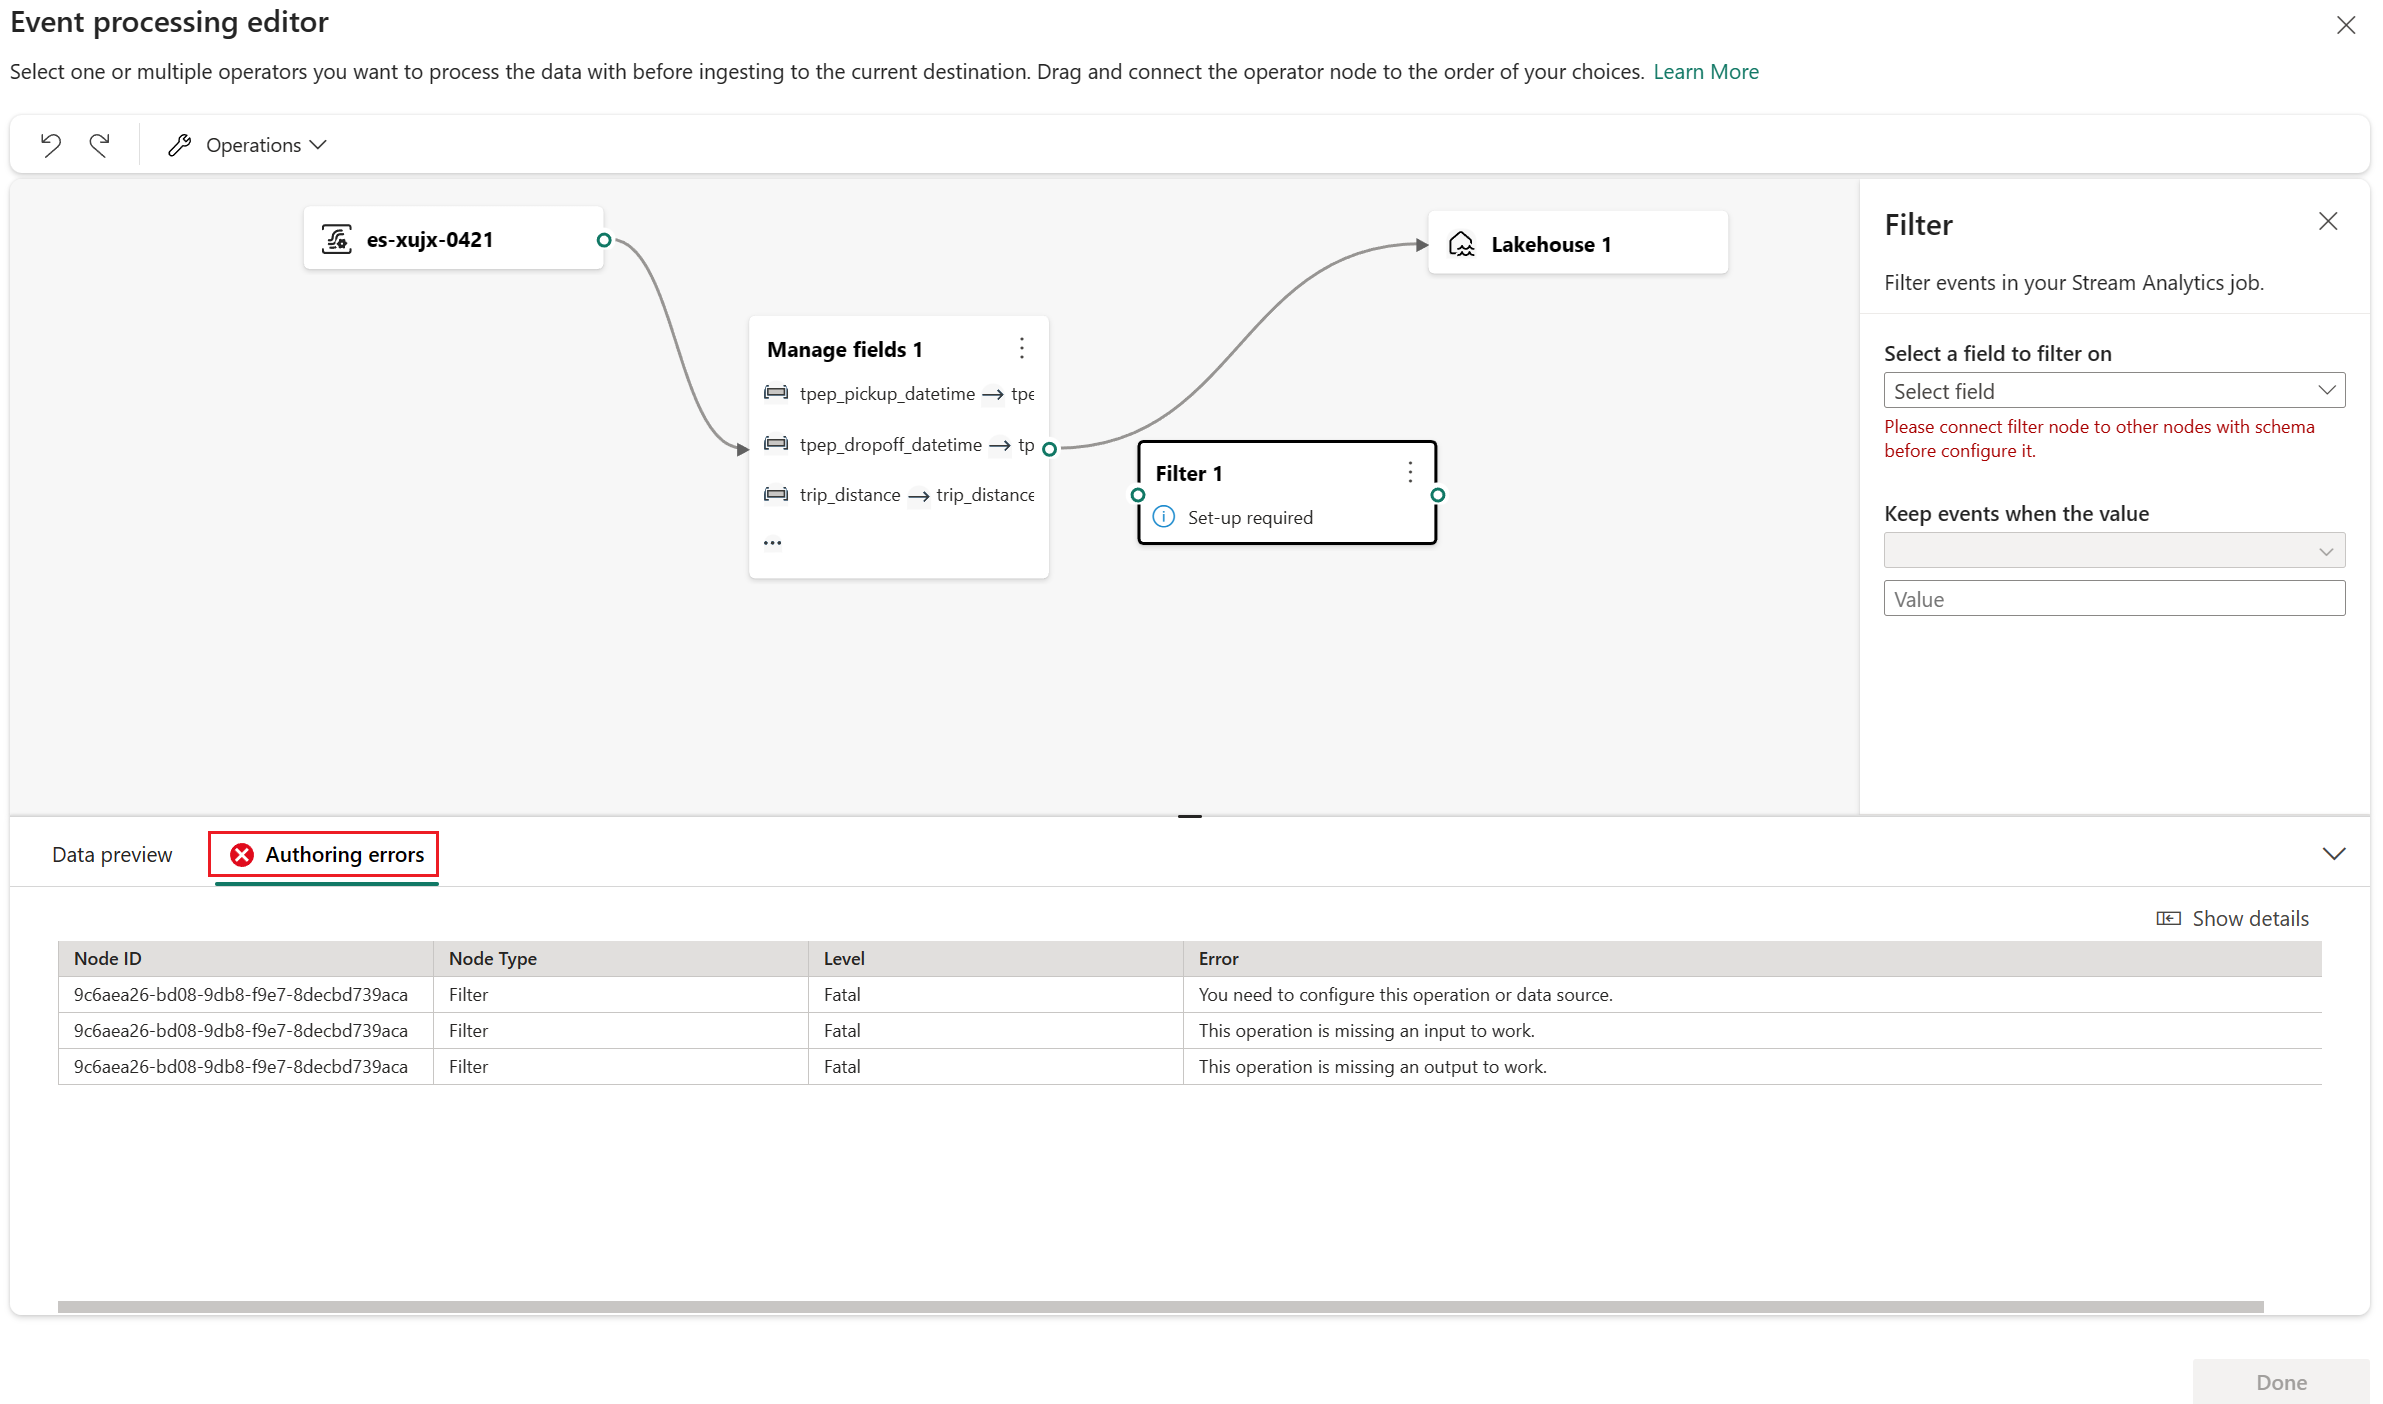 Event processing editor
Select one or multiple operators you want to process the data with before ingesting to the current destination. Drag and connect the operator node to the order of your choices. Learn More
Operations
es-xujx-0421
Lakehouse 1
Manage fields 1
tpep_pickup_datetime → tpe
tpep_dropoff_datetime → tp
trip_distance → trip_distance
...
Filter 1
Set-up required
Filter
Filter events in your Stream Analytics job.
Select a field to filter on
Select field
Please connect filter node to other nodes with schema
before configure it.
Keep events when the value
Value
Data preview
Authoring errors
Show details
Node ID Node Type Level Error
9c6aea26-bd08-9db8-f9e7-8decbd739aca Filter Fatal You need to configure this operation or data source.
9c6aea26-bd08-9db8-f9e7-8decbd739aca Filter Fatal This operation is missing an input to work.
9c6aea26-bd08-9db8-f9e7-8decbd739aca Filter Fatal This operation is missing an output to work.
Done